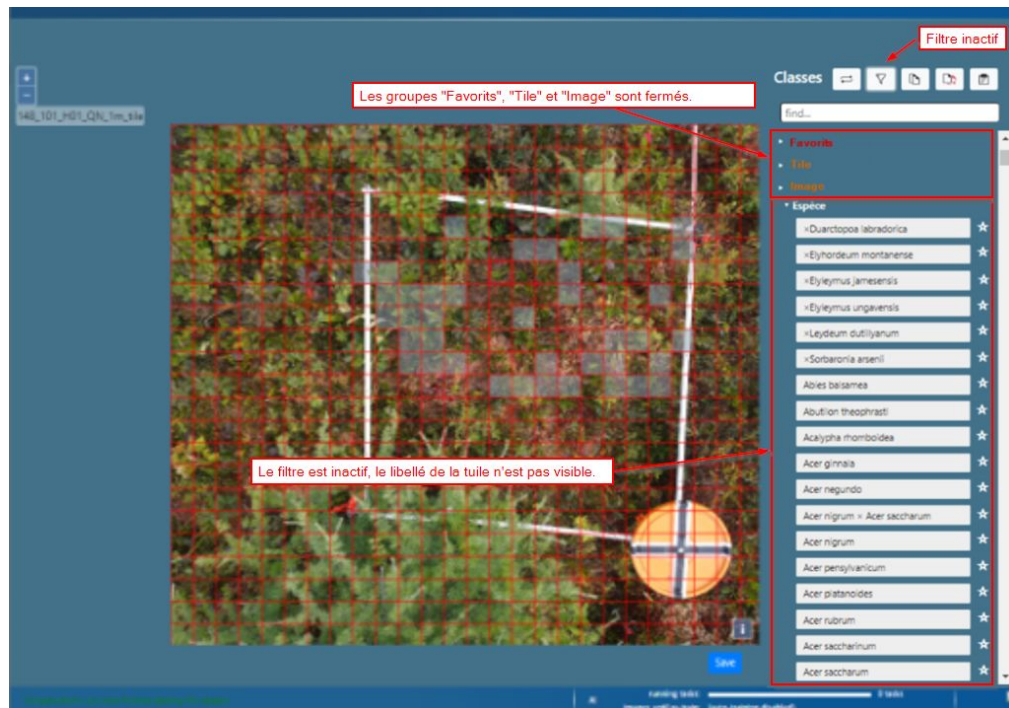 Filtre inactif
Classes
+
−
Les groupes "Favorits", "Tile" et "Image" sont fermés.
find...
148_101_H01_QN_1m_tile
Favorits
Tile
Image
Espéce
×Duarctopoa labradorica
×Elyhordeum montanense
×Elyleymus jamesensis
×Elyleymus ungavensis
×Leydeum dutillyanum
×Sorbaronia arsenii
Abies balsamea
Abutilon theophrasti
Acalypha rhomboidea
Le filtre est inactif, le libellé de la tuile n'est pas visible.
Acer ginnala
Acer negundo
Acer nigrum × Acer saccharum
Acer nigrum
Acer pensylvanicum
Acer platanoides
Acer rubrum
i
Acer saccharinum
Save
Acer saccharum
running tasks:
0 tasks